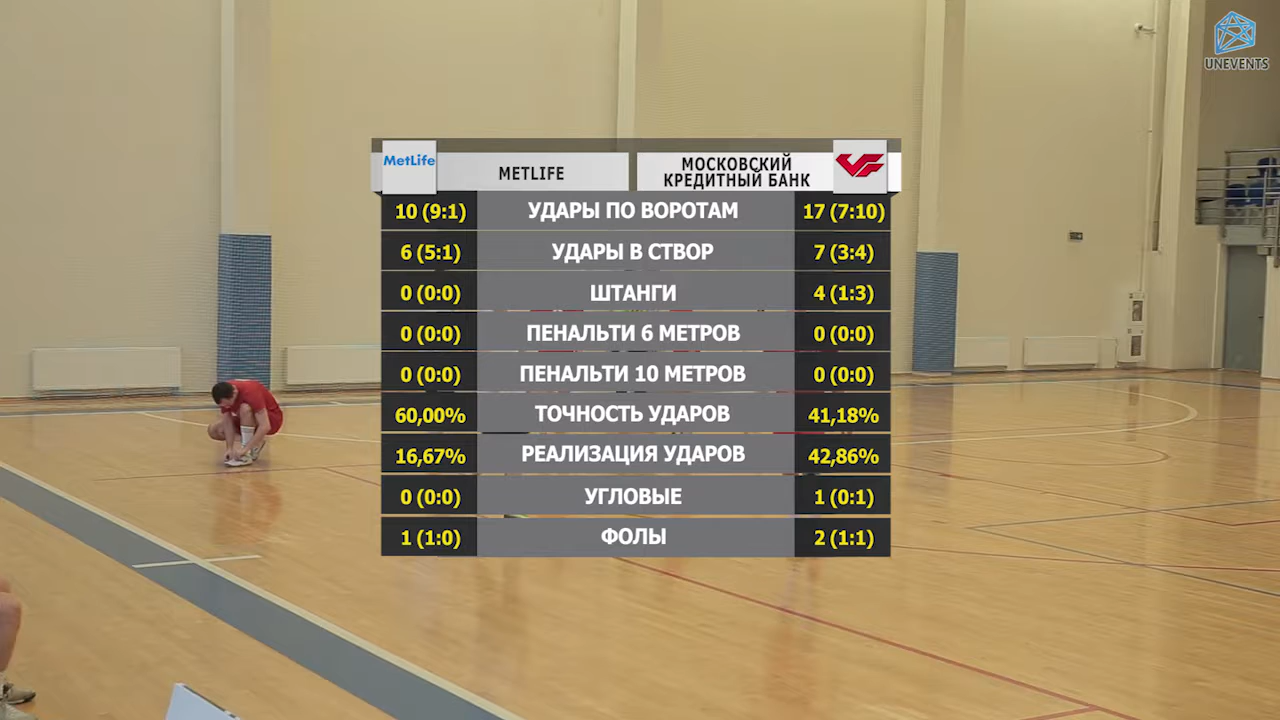 UNEVENTS
MetLife
METLIFE
МОСКОВСКИЙ
КРЕДИТНЫЙ БАНК
10 (9:1) УДАРЫ ПО ВОРОТАМ 17 (7:10)
6 (5:1) УДАРЫ В СТВОР 7 (3:4)
0 (0:0) ШТАНГИ 4 (1:3)
0 (0:0) ПЕНАЛЬТИ 6 МЕТРОВ 0 (0:0)
0 (0:0) ПЕНАЛЬТИ 10 МЕТРОВ 0 (0:0)
60,00% ТОЧНОСТЬ УДАРОВ 41,18%
16,67% РЕАЛИЗАЦИЯ УДАРОВ 42,86%
0 (0:0) УГЛОВЫЕ 1 (0:1)
1 (1:0) ФОЛЫ 2 (1:1)